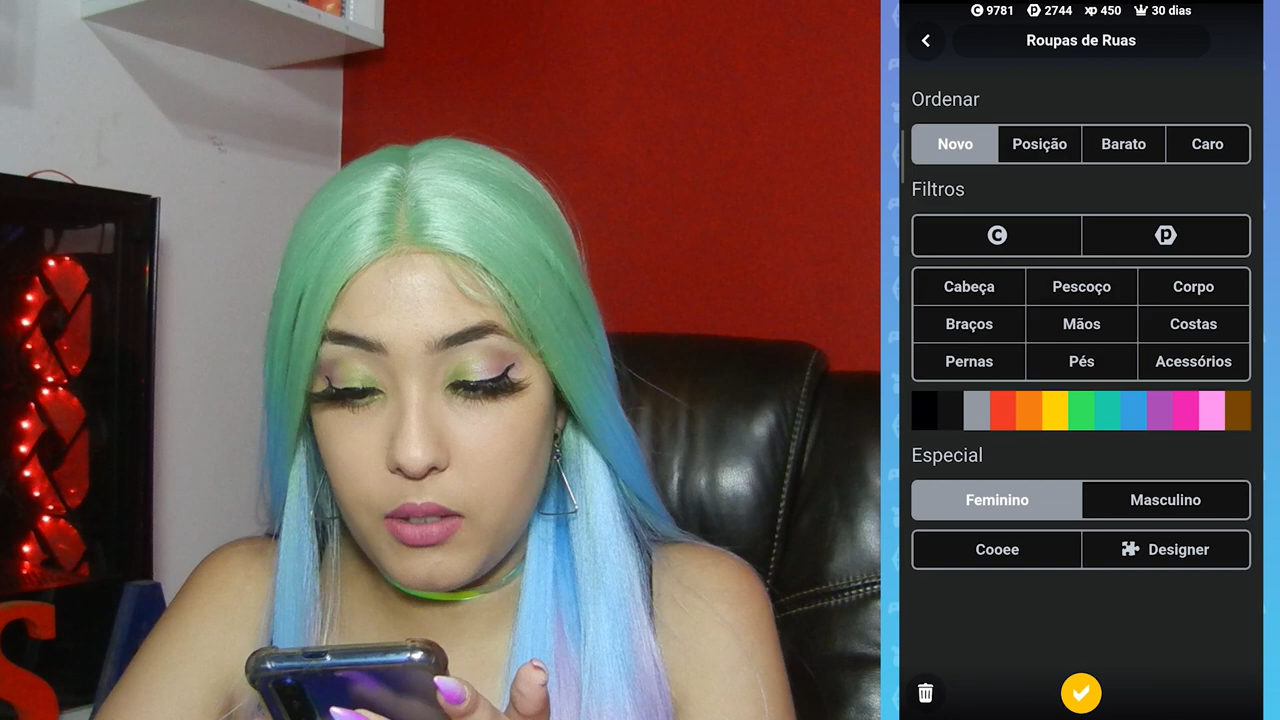 C 9781 P 2744 xp 450 30 dias
Roupas de Ruas
Ordenar
Novo Posição Barato Caro
Filtros
C P
Cabeça Pescoço Corpo
Braços Mãos Costas
Pernas Pés Acessórios
Especial
Feminino Masculino
Cooee Designer
S